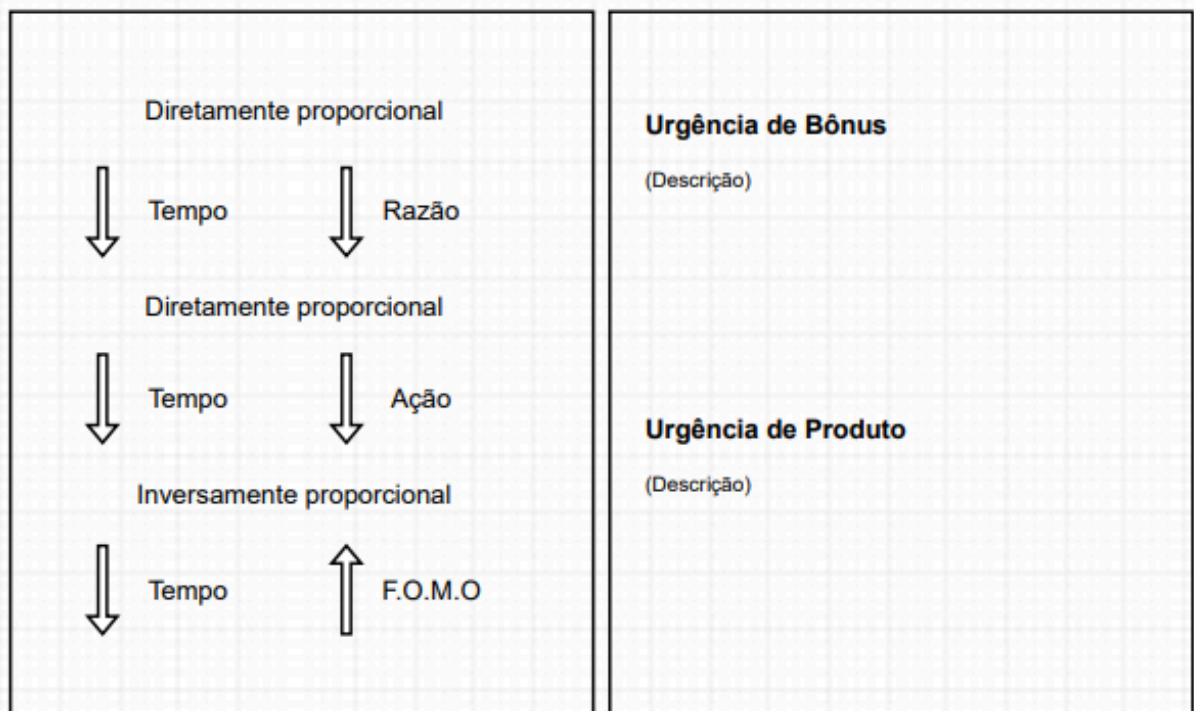 Diretamente proporcional
Tempo Razão
Diretamente proporcional
Tempo Ação
Inversamente proporcional
Tempo F.O.M.O
Urgência de Bônus
(Descrição)
Urgência de Produto
(Descrição)